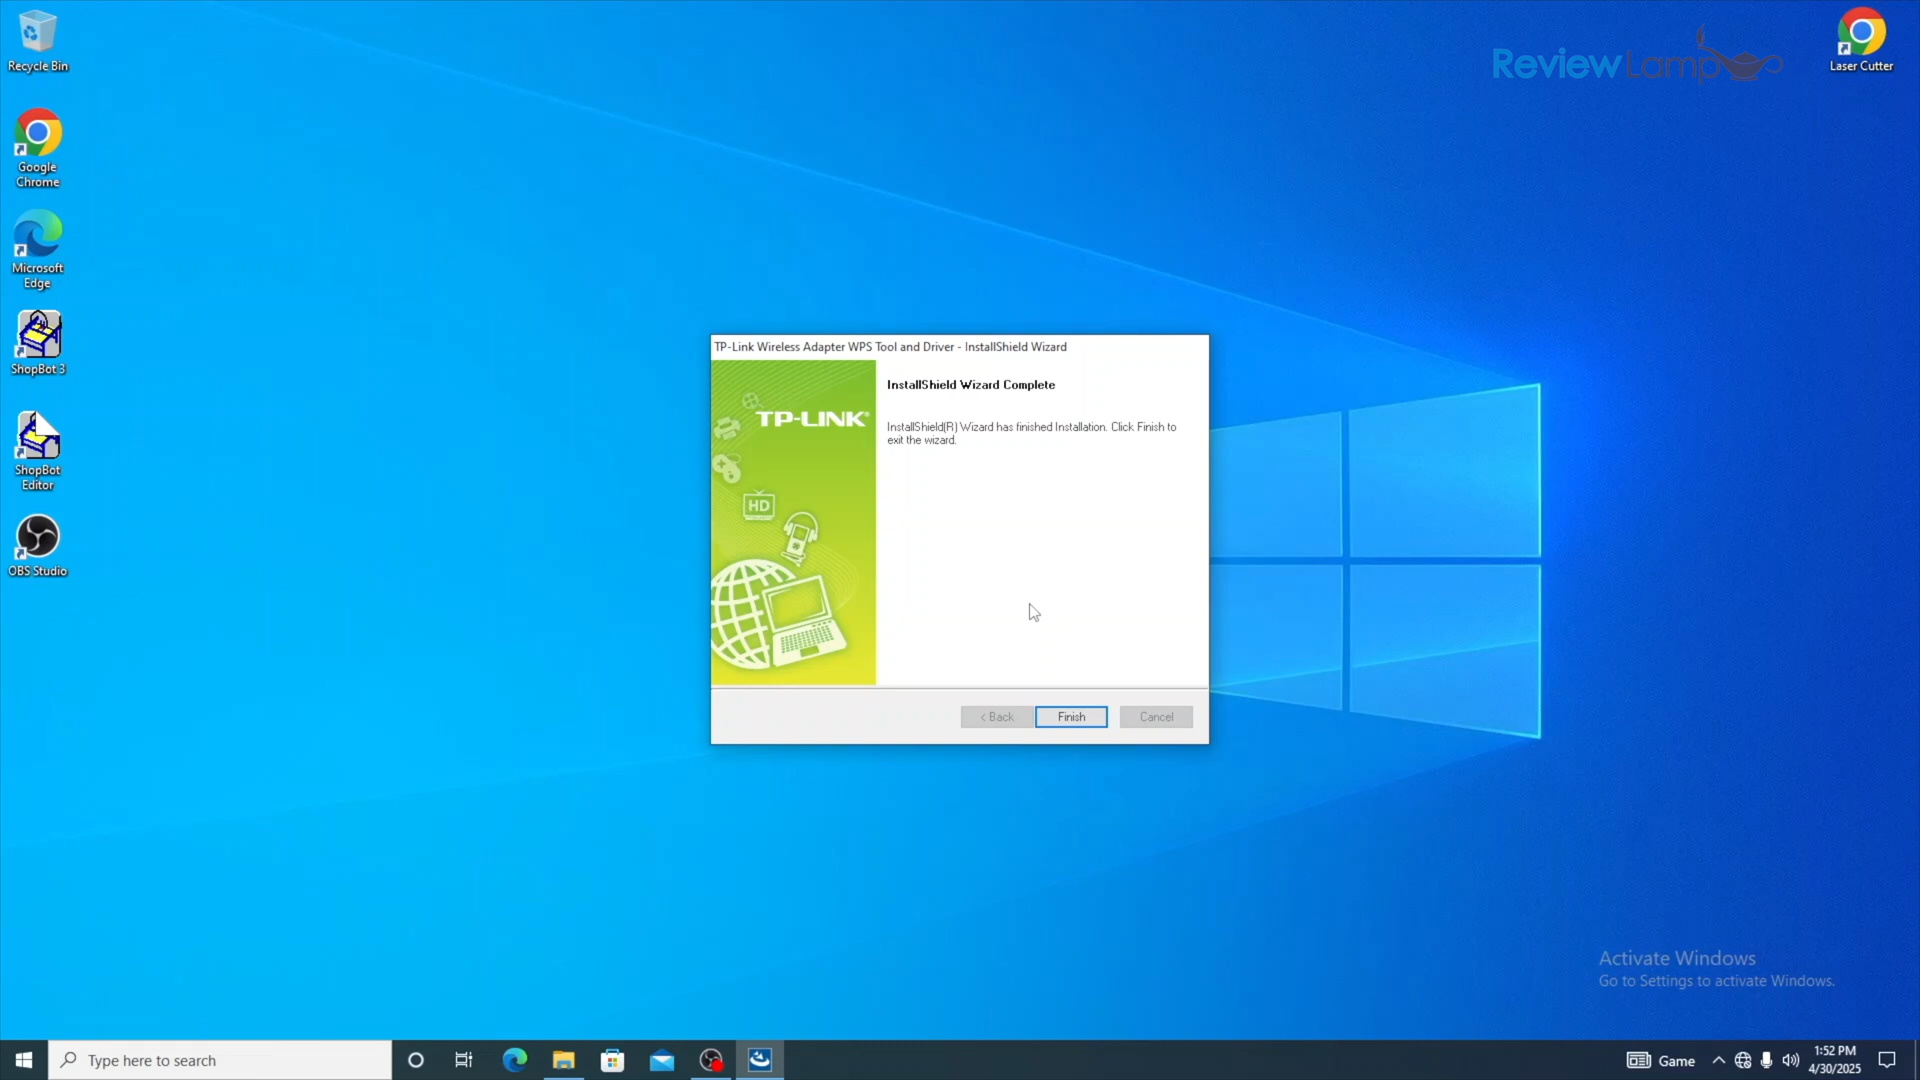 Recycle Bin
Google
Chrome
Microsoft
Edge
ShopBot 3
ShopBot
Editor
OBS Studio
ReviewLamp
Laser Cutter
TP-Link Wireless Adapter WPS Tool and Driver - InstallShield Wizard
TP-LINK®
HD
InstallShield Wizard Complete
InstallShield(R) Wizard has finished Installation. Click Finish to
exit the wizard.
< Back
Finish
Cancel
Activate Windows
Go to Settings to activate Windows.
Type here to search
Game
1:52 PM
4/30/2025